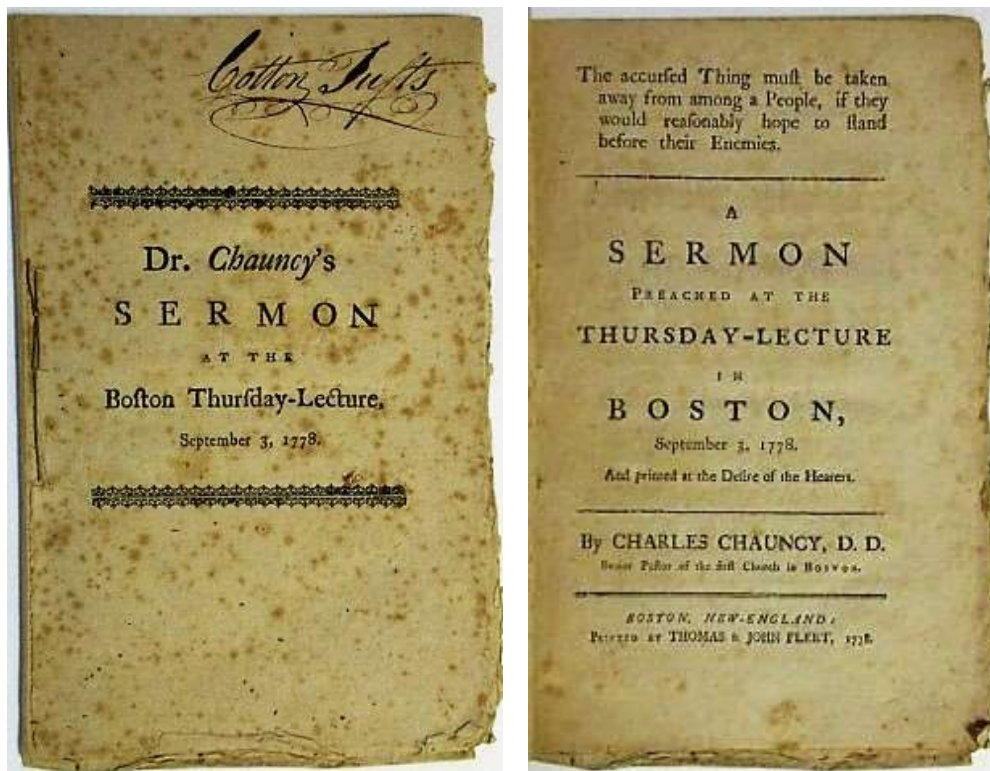 Cotton Tufts
Dr. Chauncy's
SERMON
AT THE
Boſton Thurſday-Lecture,
September 3, 1778.
The accurſed Thing muſt be taken
away from among a People, if they
would reaſonably hope to ſtand
before their Enemies.
A
SERMON
PREACHED AT THE
THURSDAY-LECTURE
IN
BOSTON,
September 3, 1778.
And printed at the Deſire of the Hearers.
By CHARLES CHAUNCY, D. D.
Senior Paſtor of the firſt Church in BOSTON.
BOSTON, NEW-ENGLAND:
PRINTED BY THOMAS & JOHN FLEET, 1778.